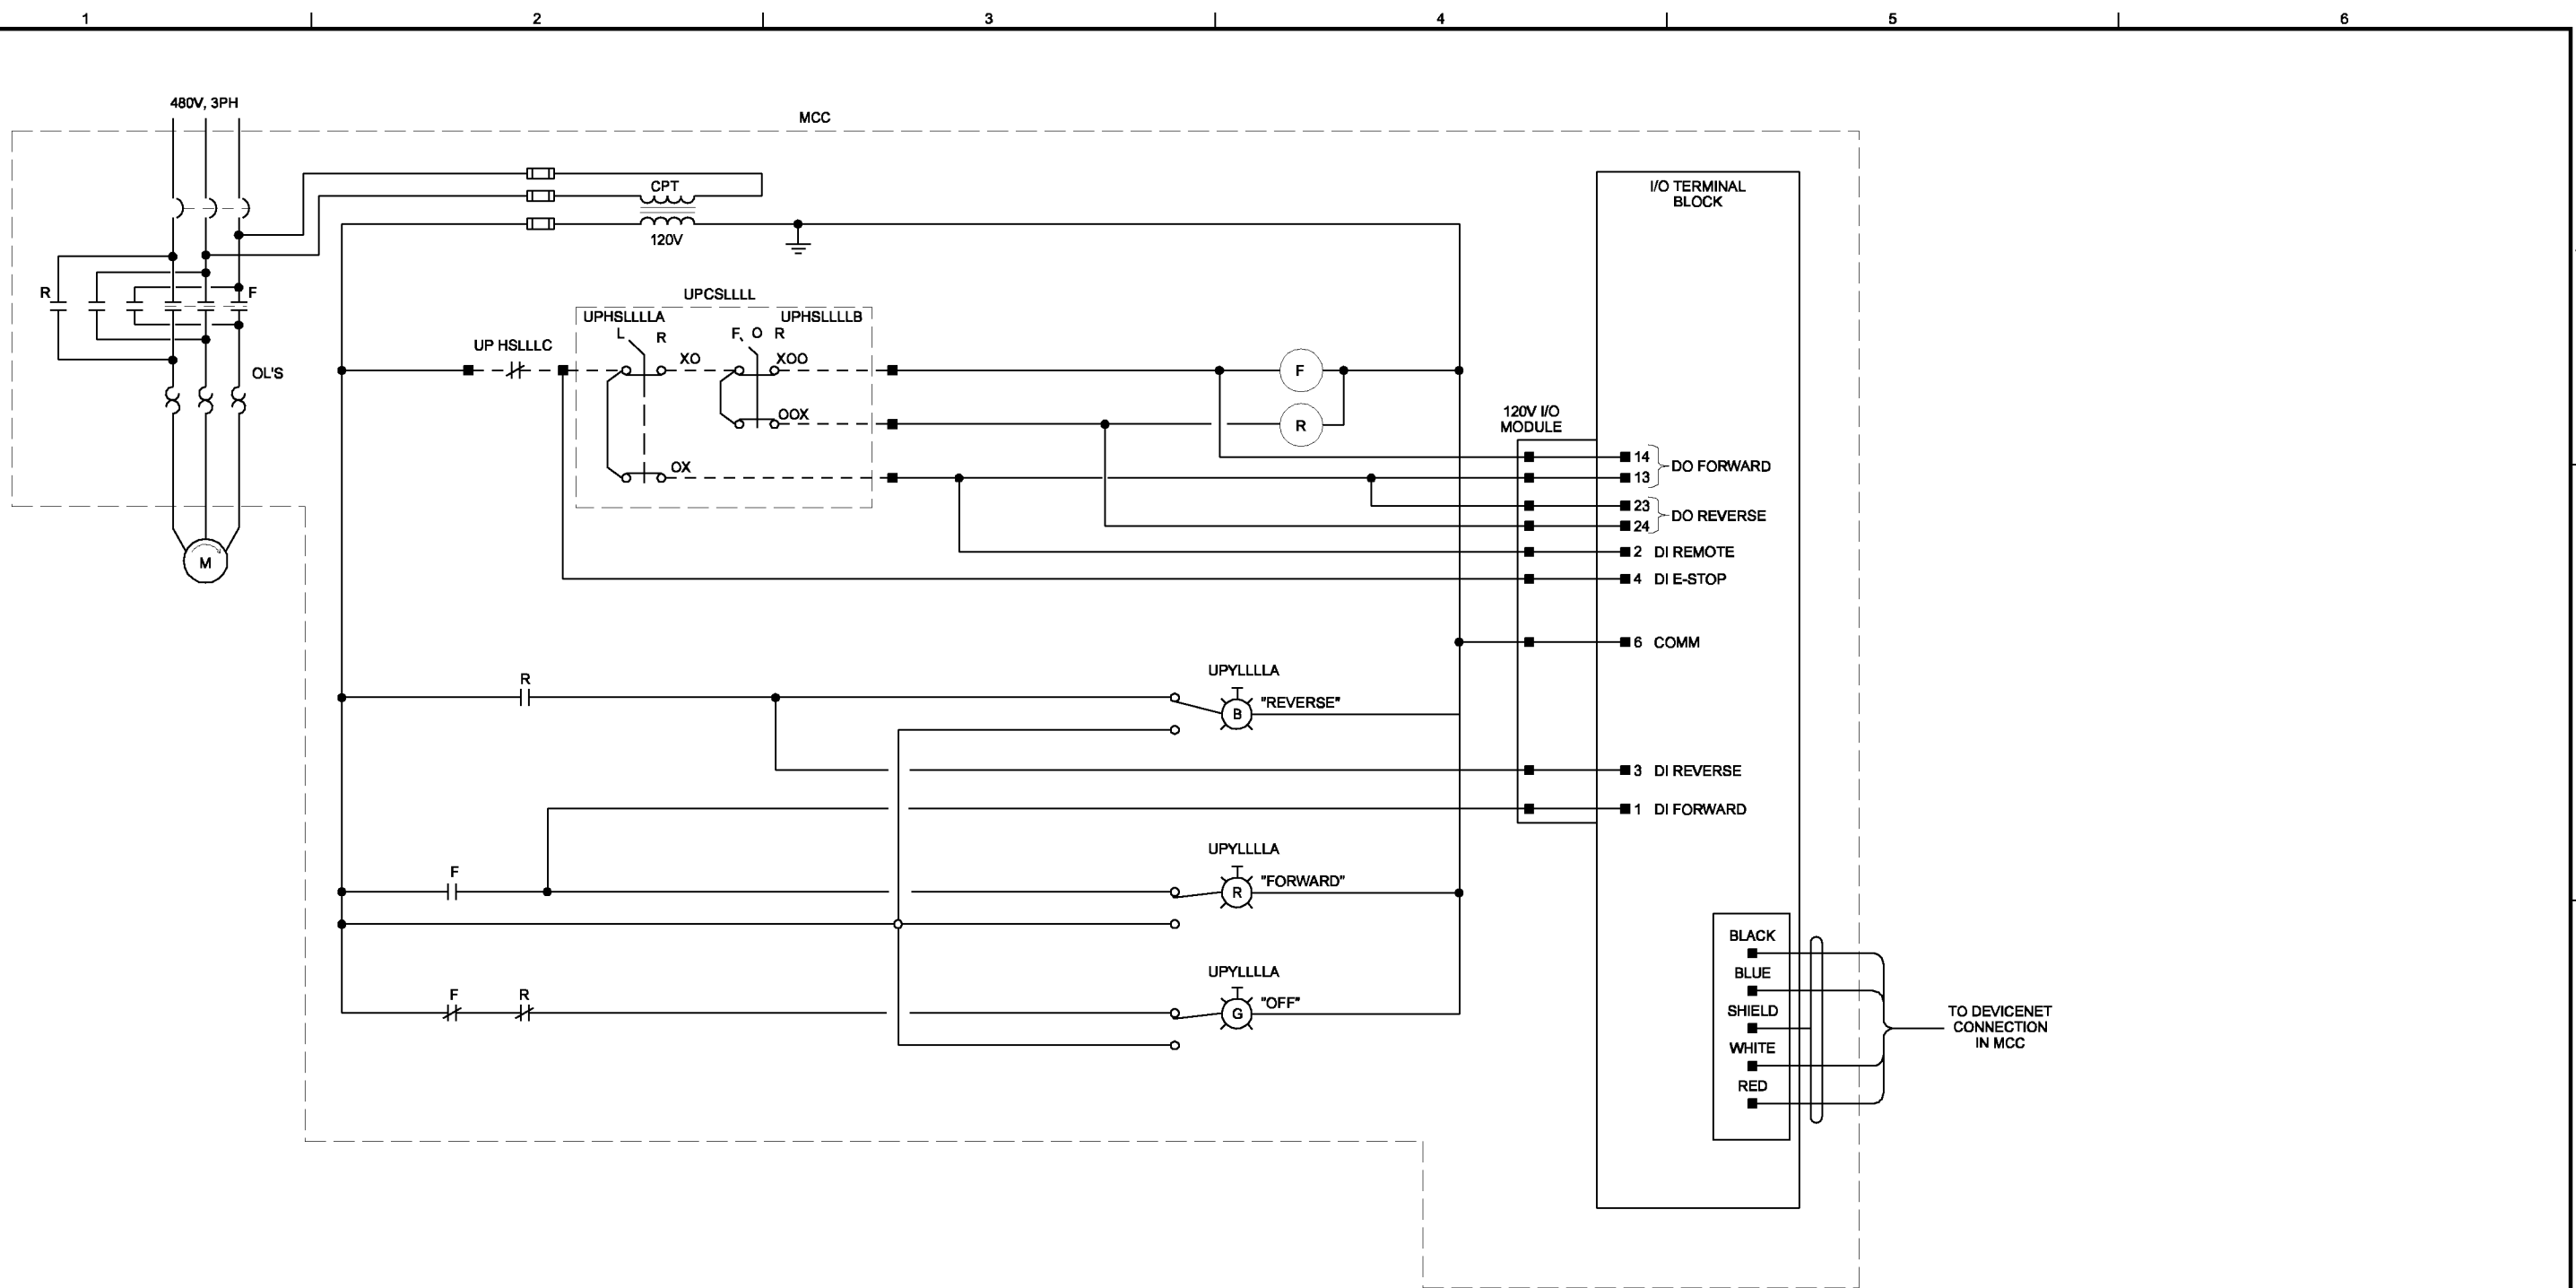 1 2 3 4 5 6
480V, 3PH
MCC
CPT
120V
I/O TERMINAL
BLOCK
R
F
UPCSLLLL
UPHSLLLLA
UPHSLLLLB
L R
F O R
UP HSLLLC
XO
XOO
OL'S
OOX
OX
F
R
120V I/O
MODULE
14
13
DO FORWARD
23
24
DO REVERSE
2 DI REMOTE
4 DI E-STOP
M
6 COMM
R
UPYLLLLA
B
"REVERSE"
3 DI REVERSE
1 DI FORWARD
F
UPYLLLLA
R
"FORWARD"
F R
UPYLLLLA
G
"OFF"
BLACK
BLUE
SHIELD
WHITE
RED
TO DEVICENET
CONNECTION
IN MCC